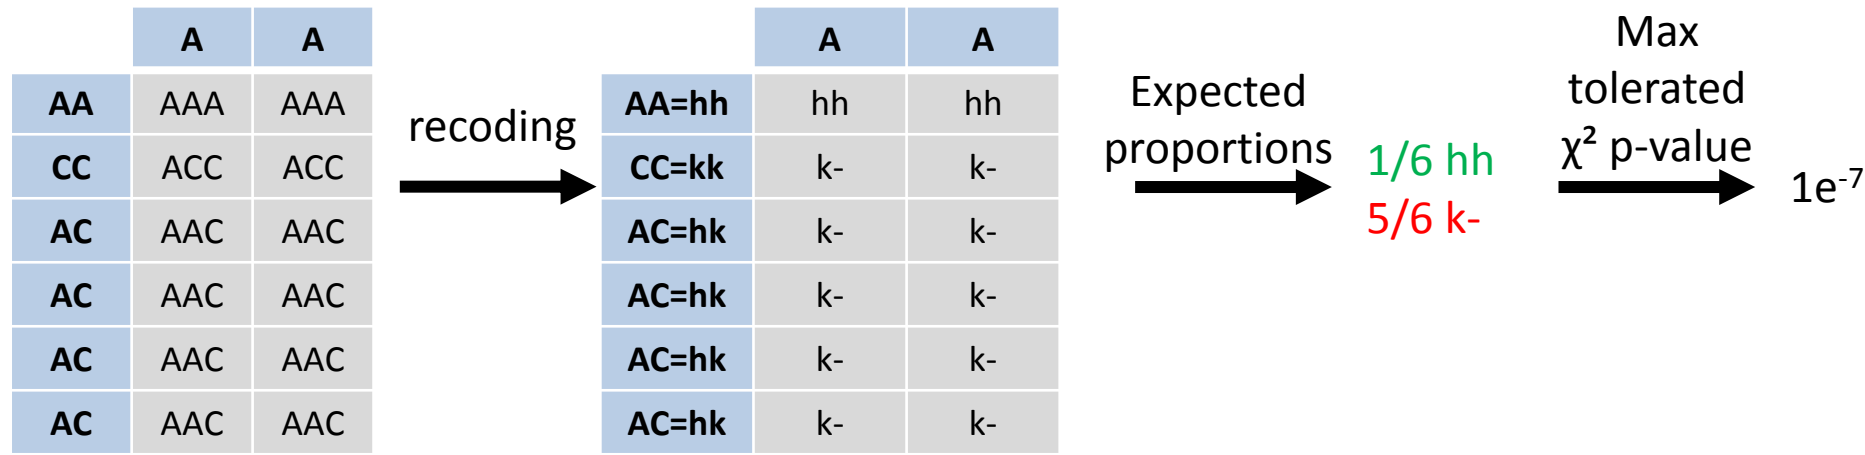 A A
AA AAA AAA
CC ACC ACC
AC AAC AAC
AC AAC AAC
AC AAC AAC
AC AAC AAC
recoding
A A
AA=hh hh hh
CC=kk k- k-
AC=hk k- k-
AC=hk k- k-
AC=hk k- k-
AC=hk k- k-
Expected
proportions
1/6 hh
5/6 k-
Max
tolerated
χ² p-value
1e⁻⁷